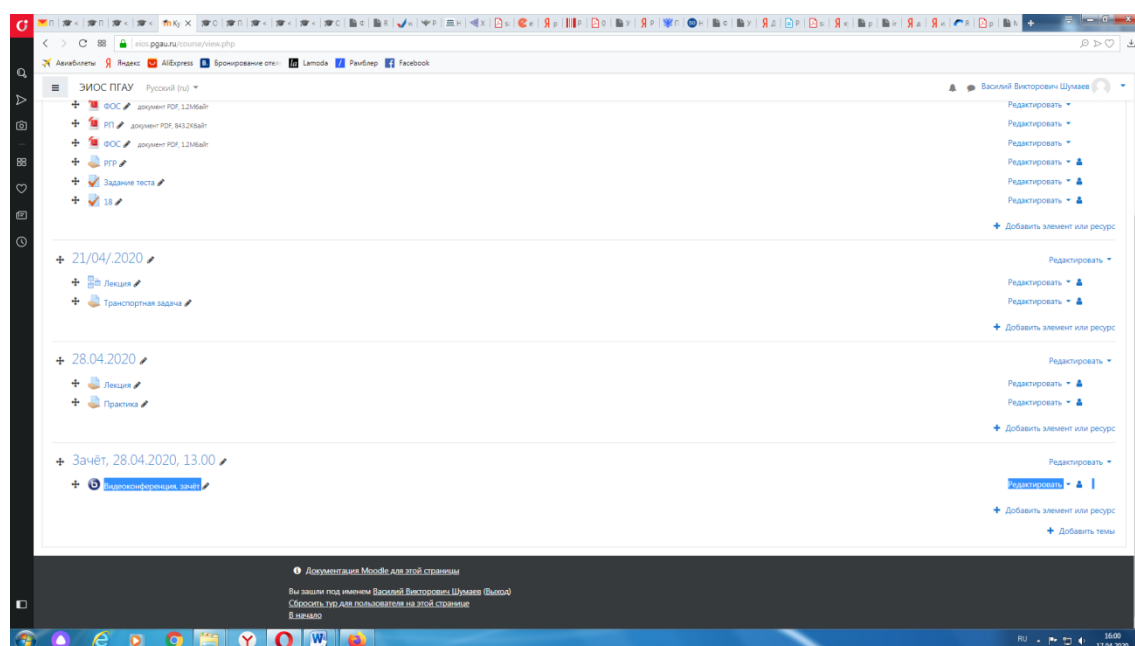 eios.pgau.ru/course/view.php
Авиабилеты Яндекс AliExpress Бронирование отел Lamoda Рамблер Facebook
ЭИОС ПГАУ Русский (ru) Василий Викторович Шумаев
ФОС документ PDF, 1.2Мбайт Редактировать
РП документ PDF, 843.2Кбайт Редактировать
ФОС документ PDF, 1.2Мбайт Редактировать
РГР Редактировать
Задание теста Редактировать
18 Редактировать
Добавить элемент или ресурс
21/04/.2020 Редактировать
Лекция Редактировать
Транспортная задача Редактировать
Добавить элемент или ресурс
28.04.2020 Редактировать
Лекция Редактировать
Практика Редактировать
Добавить элемент или ресурс
Зачёт, 28.04.2020, 13.00 Редактировать
Видеоконференция, зачёт Редактировать
Добавить элемент или ресурс
Добавить темы
Документация Moodle для этой страницы
Вы зашли под именем Василий Викторович Шумаев (Выход)
Сбросить тур для пользователя на этой странице
В начало
RU 16:00
17.04.2020